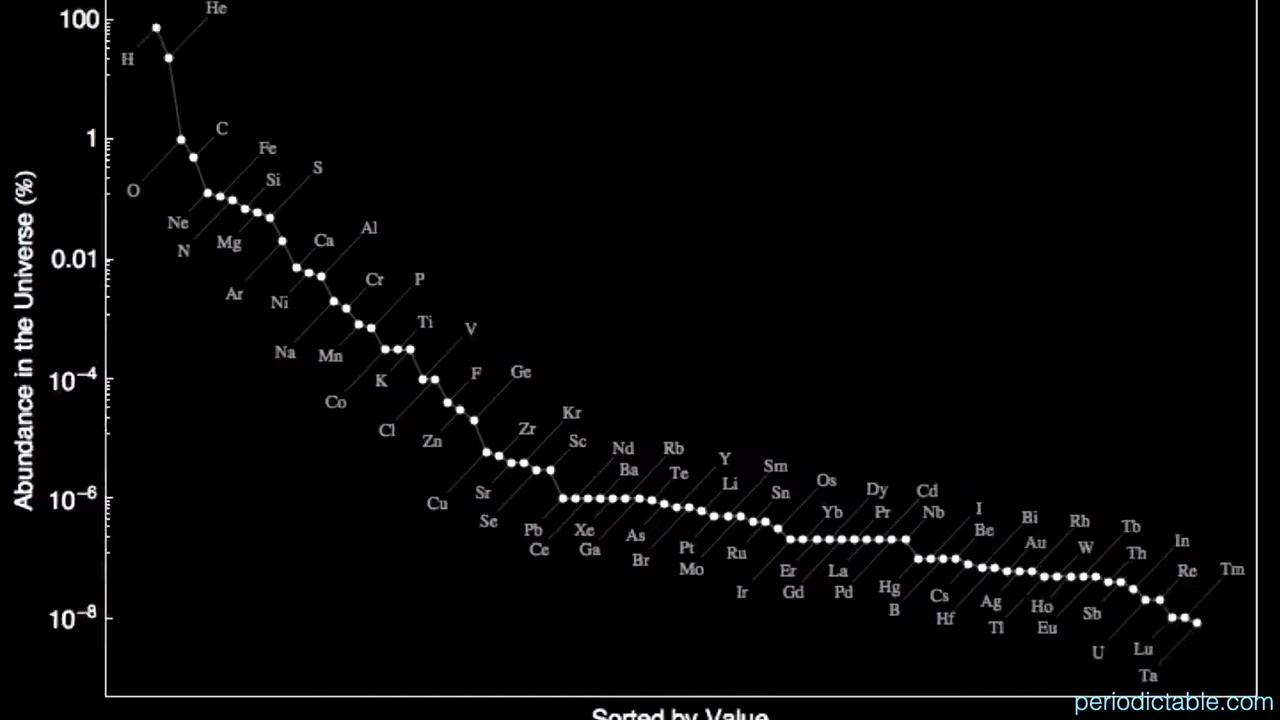 100
1
0.01
10⁻⁴
10⁻⁶
10⁻⁸
Abundance in the Universe (%)
H
He
O
C
Ne
Fe
N
Si
Mg
S
Ar
Ni
Ca
Al
Na
Cr
Mn
P
Co
K
Ti
Cl
V
Zn
F
Ge
Cu
Sr
Zr
Se
Kr
Sc
Pb
Ce
Nd
Xe
Ba
Ga
Rb
As
Te
Br
Y
Pt
Li
Mo
Sm
Ru
Sn
Ir
Os
Er
Yb
Gd
Dy
La
Pr
Pd
Cd
Nb
Hg
I
B
Be
Cs
Bi
Hf
Au
Ag
Rh
Tl
W
Ho
Tb
Eu
Th
Sb
In
U
Re
Lu
Tm
Ta
Sorted by Value
periodictable.com